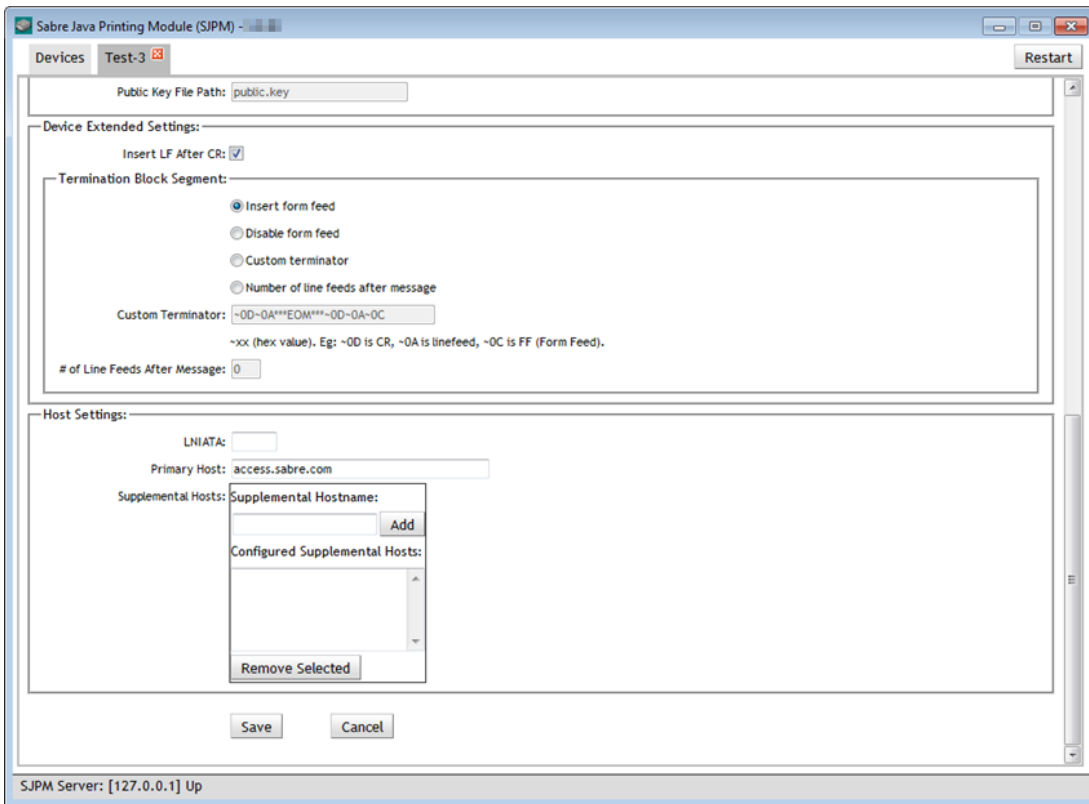 Sabre Java Printing Module (SJPM) -
Devices Test-3 Restart
Public Key File Path: public.key
Device Extended Settings:
Insert LF After CR:
Termination Block Segment:
Insert form feed
Disable form feed
Custom terminator
Number of line feeds after message
Custom Terminator: ~0D~0A***EOM***~0D~0A~0C
~xx (hex value). Eg: ~0D is CR, ~0A is linefeed, ~0C is FF (Form Feed).
# of Line Feeds After Message: 0
Host Settings:
LNIATA:
Primary Host: access.sabre.com
Supplemental Hosts: Supplemental Hostname:
Add
Configured Supplemental Hosts:
Remove Selected
Save Cancel
SJPM Server: [127.0.0.1] Up